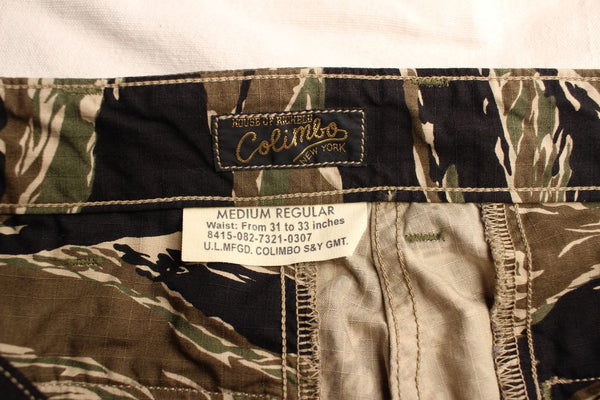 HOUSE OF
Colimbo
NEW YORK
MEDIUM REGULAR
Waist: From 31 to 33 inches
8415-082-7321-0307
U.L.MFGD. COLIMBO S&Y GMT.